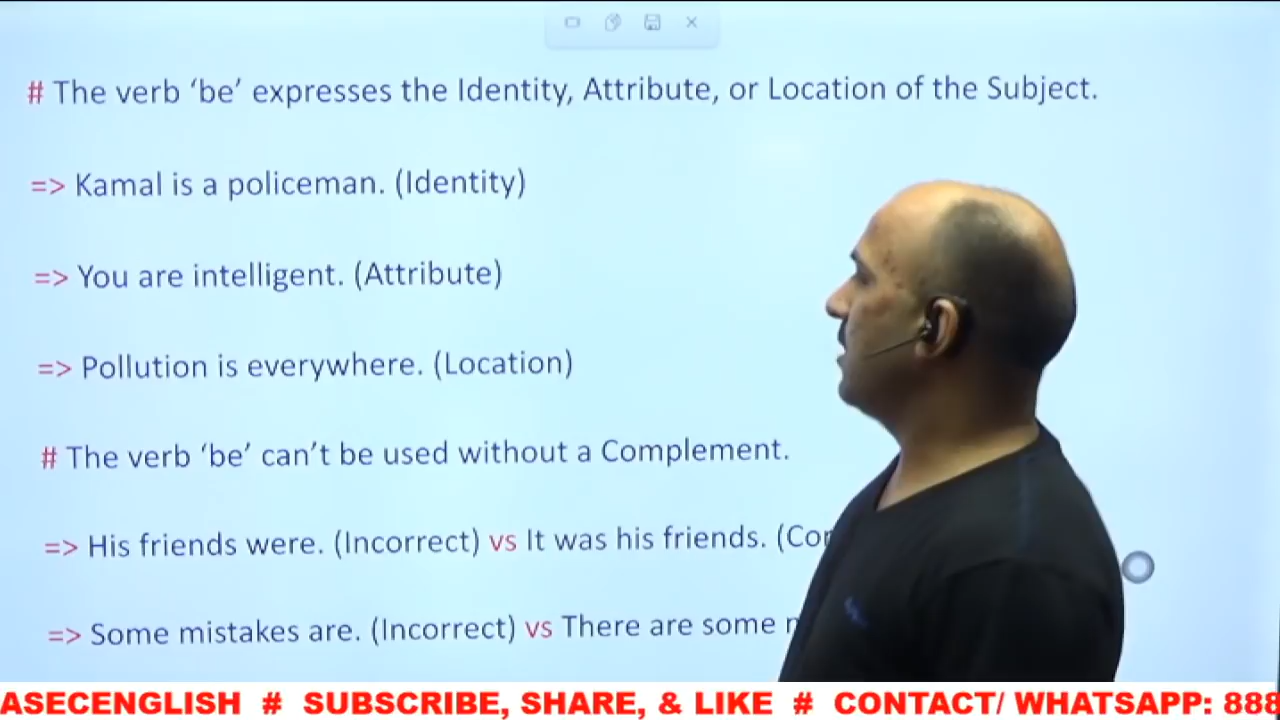 # The verb ‘be’ expresses the Identity, Attribute, or Location of the Subject.
=> Kamal is a policeman. (Identity)
=> You are intelligent. (Attribute)
=> Pollution is everywhere. (Location)
# The verb ‘be’ can’t be used without a Complement.
=> His friends were. (Incorrect) vs It was his friends.
=> Some mistakes are. (Incorrect) vs There are some
ASECENGLISH # SUBSCRIBE, SHARE, & LIKE # CONTACT/ WHATSAPP: 888